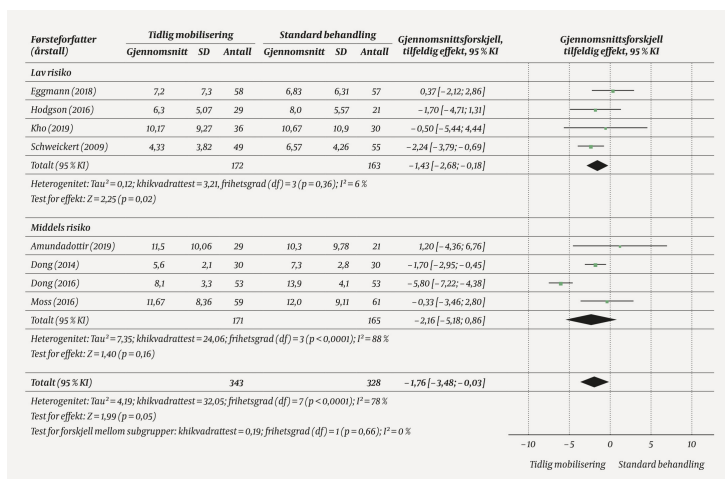 Førsteforfatter (årstall) Tidlig mobilisering Standard behandling Gjennomsnittsforskjell, tilfeldig effekt, 95 % KI Gjennomsnittsforskjell tilfeldig effekt, 95 % KI
Gjennomsnitt SD Antall Gjennomsnitt SD Antall
Lav risiko
Eggmann (2018) 7,2 7,3 58 6,83 6,31 57 0,37 [−2,12; 2,86]
Hodgson (2016) 6,3 5,07 29 8,0 5,57 21 −1,70 [−4,71; 1,31]
Kho (2019) 10,17 9,27 36 10,67 10,9 30 −0,50 [−5,44; 4,44]
Schweickert (2009) 4,33 3,82 49 6,57 4,26 55 −2,24 [−3,79; −0,69]
Totalt (95 % KI) 172 163 −1,43 [−2,68; −0,18]
Heterogenitet: Tau² = 0,12; khikvadrattest = 3,21, frihetsgrad (df) = 3 (p = 0,36); I² = 6 %
Test for effekt: Z = 2,25 (p = 0,02)
Middels risiko
Amundadottir (2019) 11,5 10,06 29 10,3 9,78 21 1,20 [−4,36; 6,76]
Dong (2014) 5,6 2,1 30 7,3 2,8 30 −1,70 [−2,95; −0,45]
Dong (2016) 8,1 3,3 53 13,9 4,1 53 −5,80 [−7,22; −4,38]
Moss (2016) 11,67 8,36 59 12,0 9,11 61 −0,33 [−3,46; 2,80]
Totalt (95 % KI) 171 165 −2,16 [−5,18; 0,86]
Heterogenitet: Tau² = 7,35; khikvadrattest = 24,06; frihetsgrad (df) = 3 (p < 0,0001); I² = 88 %
Test for effekt: Z = 1,40 (p = 0,16)
Totalt (95 % KI) 343 328 −1,76 [−3,48; −0,03]
Heterogenitet: Tau² = 4,19; khikvadrattest = 32,05; frihetsgrad (df) = 7 (p < 0,0001); I² = 78 %
Test for effekt: Z = 1,99 (p = 0,05)
Test for forskjell mellom subgrupper: khikvadrattest = 0,19; frihetsgrad (df) = 1 (p = 0,66); I² = 0 %
−10 −5 0 5 10
Tidlig mobilisering Standard behandling